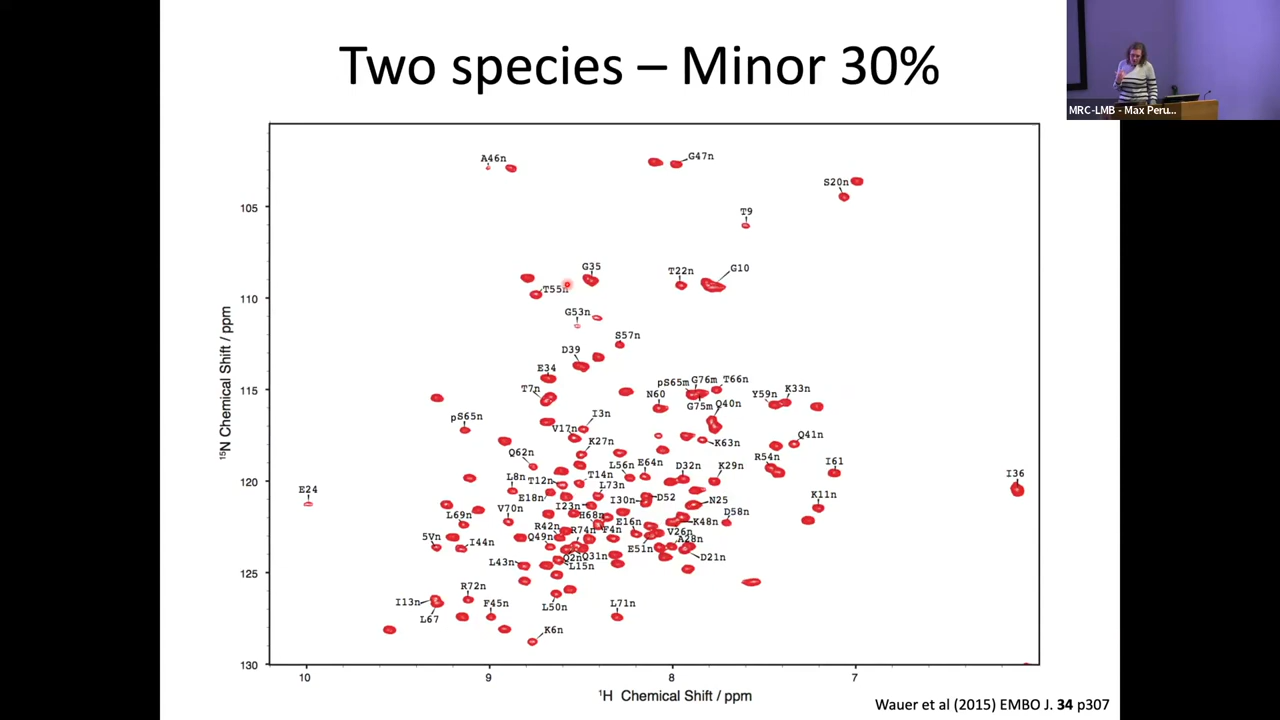 Two species – Minor 30%
MRC-LMB - Max Peru...
A46n
G47n
S20n
105
T9
G35
T22n
G10
T55n
110
G53n
S57n
D39
E34
pS65m
G76m
T66n
115
T7n
N60
Y59n
K33n
G75m
Q40n
pS65n
I3n
V17n
K63n
Q41n
K27n
Q62n
L56n
E64n
D32n
K29n
R54n
I61
L8n
T12n
T14n
I36
120
L73n
E24
E18n
I23n
I30n
D52
N25
K11n
V70n
L69n
H68n
D58n
R42n
R74n
F4n
E16n
K48n
V26n
5Vn
I44n
Q49n
A28n
E51n
Q2n
Q31n
D21n
L43n
L15n
125
R72n
I13n
F45n
L50n
L71n
L67
K6n
130
10
9
8
7
15N Chemical Shift / ppm
1H Chemical Shift / ppm
Wauer et al (2015) EMBO J. 34 p307